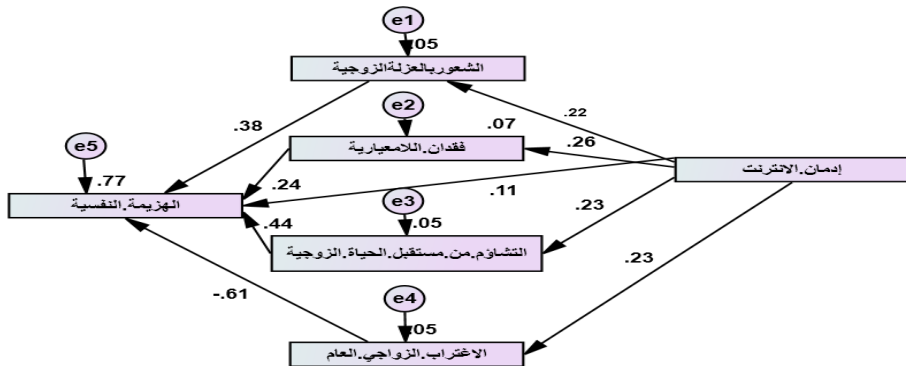 e1
.05
الشعوربالعزلةالزوجية
.22
e2
.38
.07
فقدان.اللامعيارية
.26
e5
.77
.24
إدمان.الانترنت
الهزيمة.النفسية
.11
e3
.44
.05
.23
التشاؤم.من.مستقبل.الحياة.الزوجية
.23
-.61
e4
.05
الاغتراب.الزواجي.العام